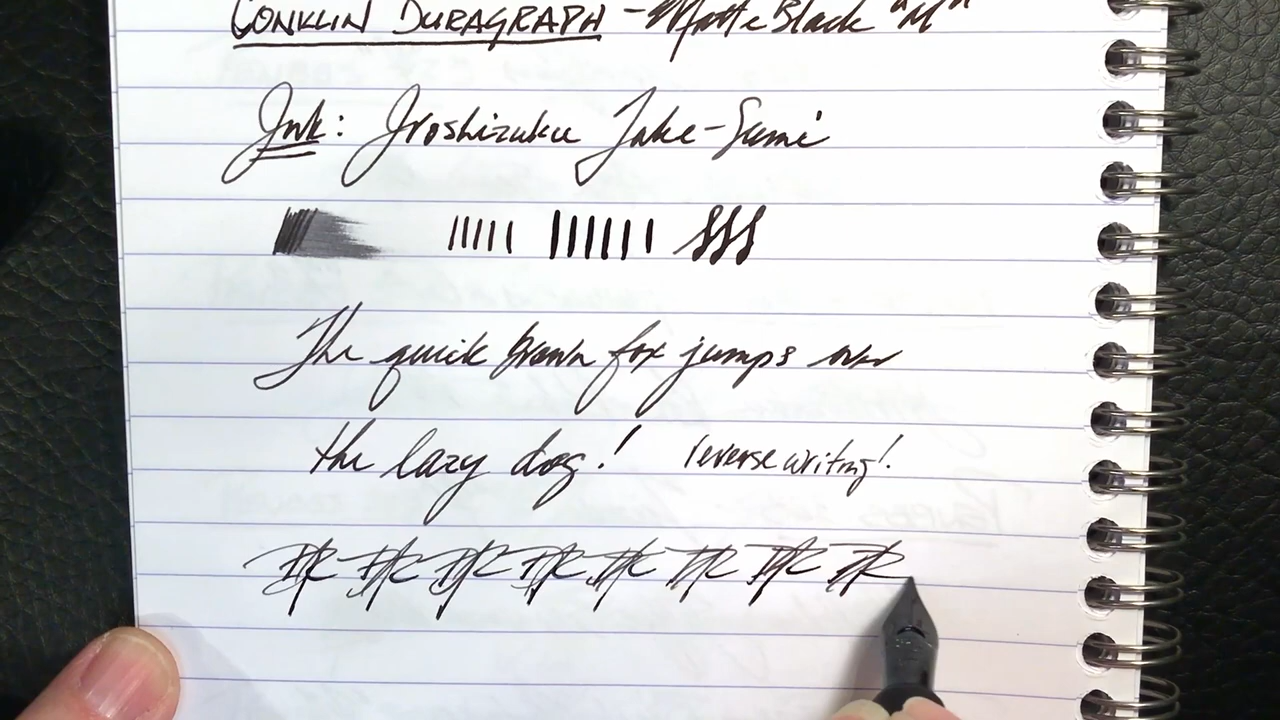 CONKLIN DURAGRAPH - Matte Black "M"
Ink: Iroshizuku Take-Sumi
The quick brown fox jumps over
the lazy dog! reverse writing!